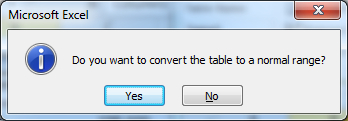 Microsoft Excel
Do you want to convert the table to a normal range?
Yes
No